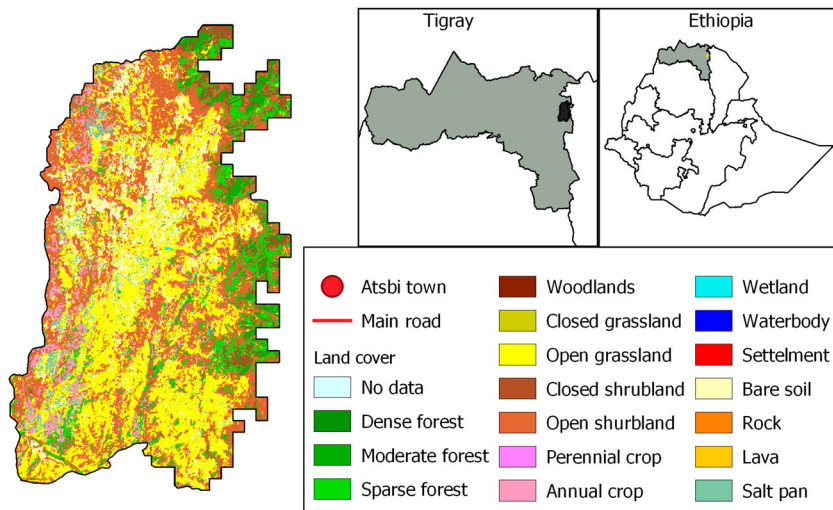 Tigray
Ethiopia
Atsbi town
Main road
Land cover
No data
Dense forest
Moderate forest
Sparse forest
Woodlands
Closed grassland
Open grassland
Closed shrubland
Open shurbland
Perennial crop
Annual crop
Wetland
Waterbody
Settelment
Bare soil
Rock
Lava
Salt pan